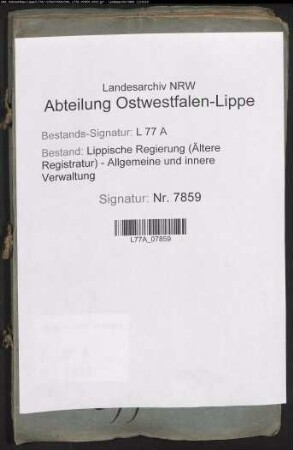 Landesarchiv NRW
Abteilung Ostwestfalen-Lippe
Bestands-Signatur: L 77 A
Bestand: Lippische Regierung (Ältere
Registratur) - Allgemeine und innere
Verwaltung
Signatur: Nr. 7859
L77A_07859